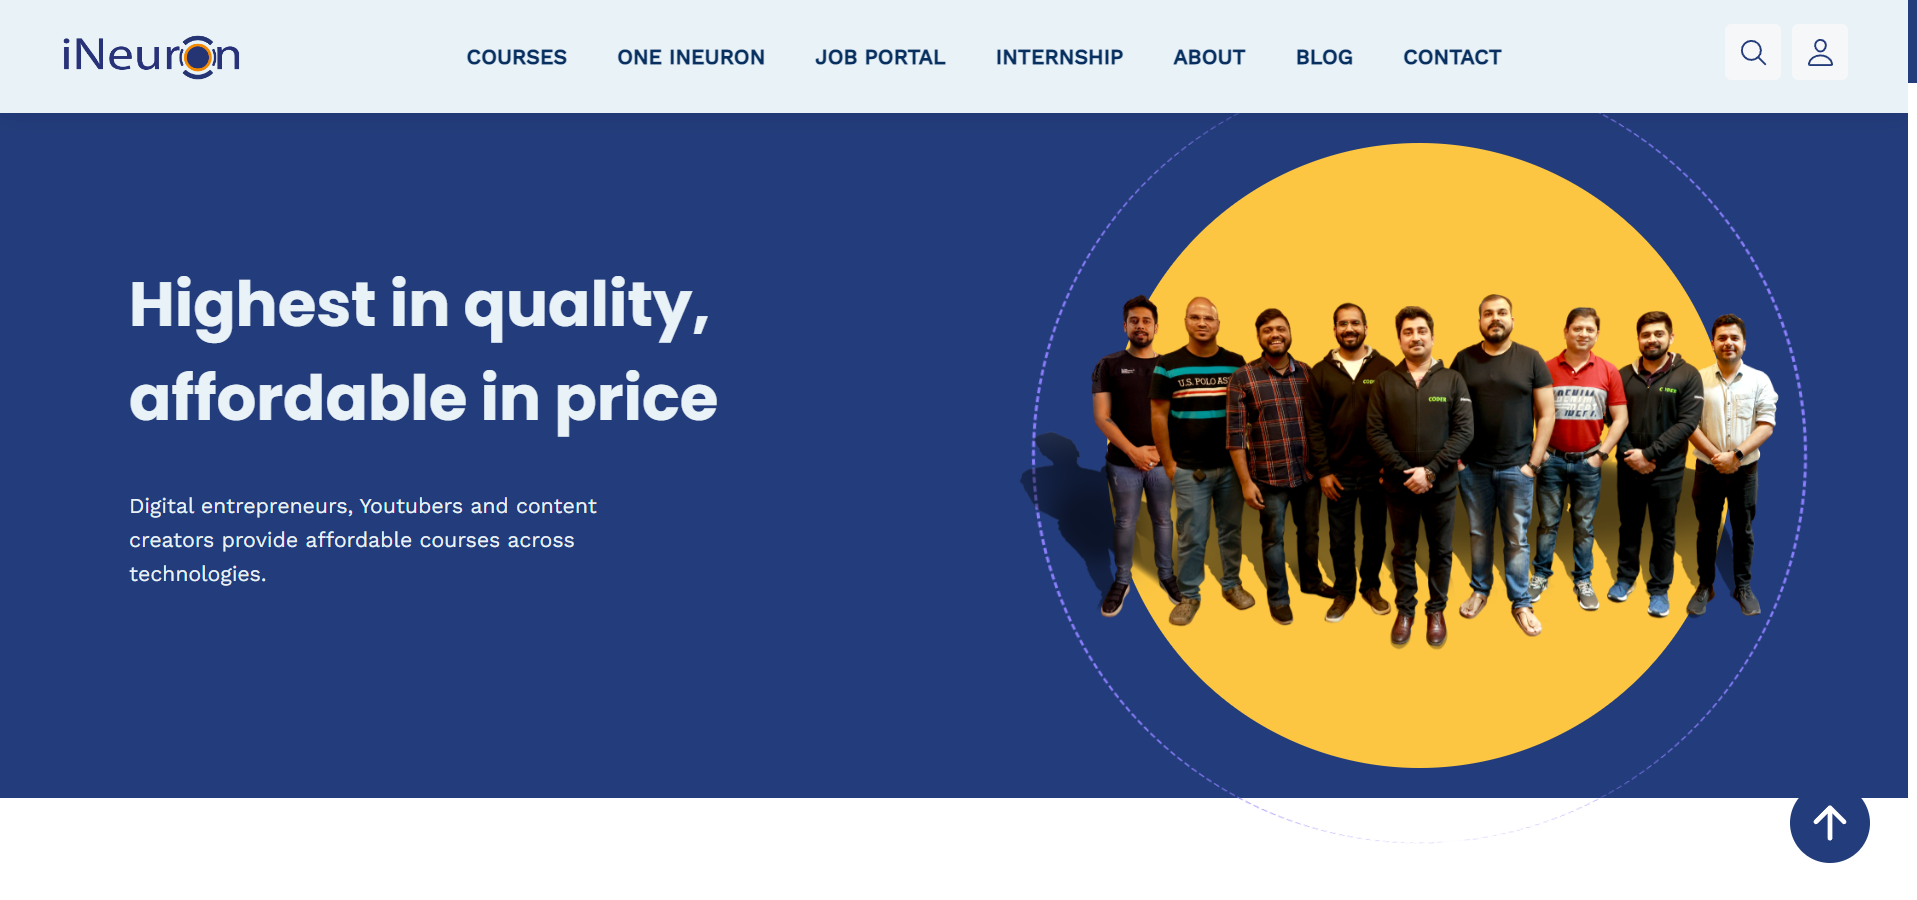 iNeuron
COURSES
ONE INEURON
JOB PORTAL
INTERNSHIP
ABOUT
BLOG
CONTACT
Highest in quality,
affordable in price
Digital entrepreneurs, Youtubers and content
creators provide affordable courses across
technologies.
U.S. POLO
CODER